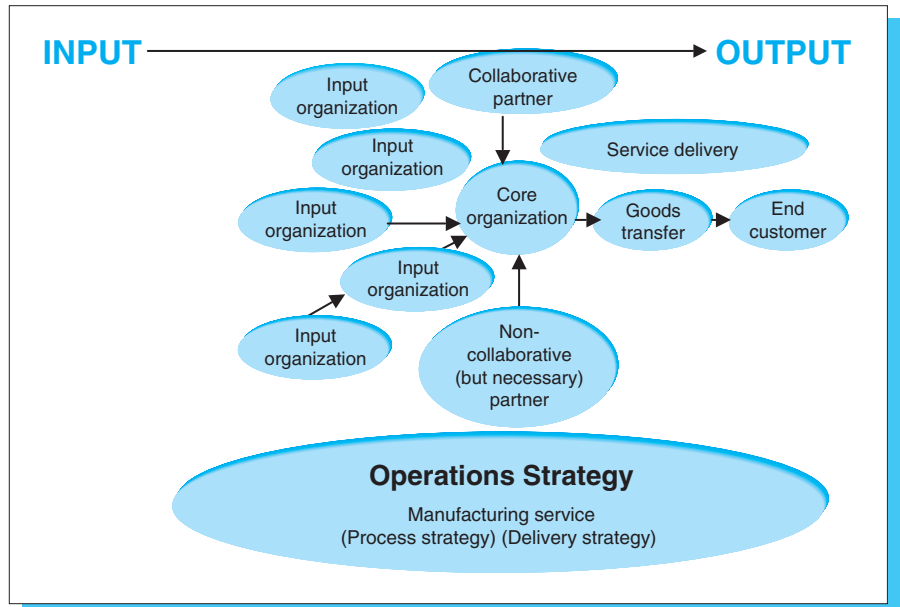 INPUT
OUTPUT
Input
organization
Collaborative
partner
Input
organization
Service delivery
Input
organization
Core
organization
Goods
transfer
End
customer
Input
organization
Input
organization
Non-
collaborative
(but necessary)
partner
Operations Strategy
Manufacturing service
(Process strategy) (Delivery strategy)